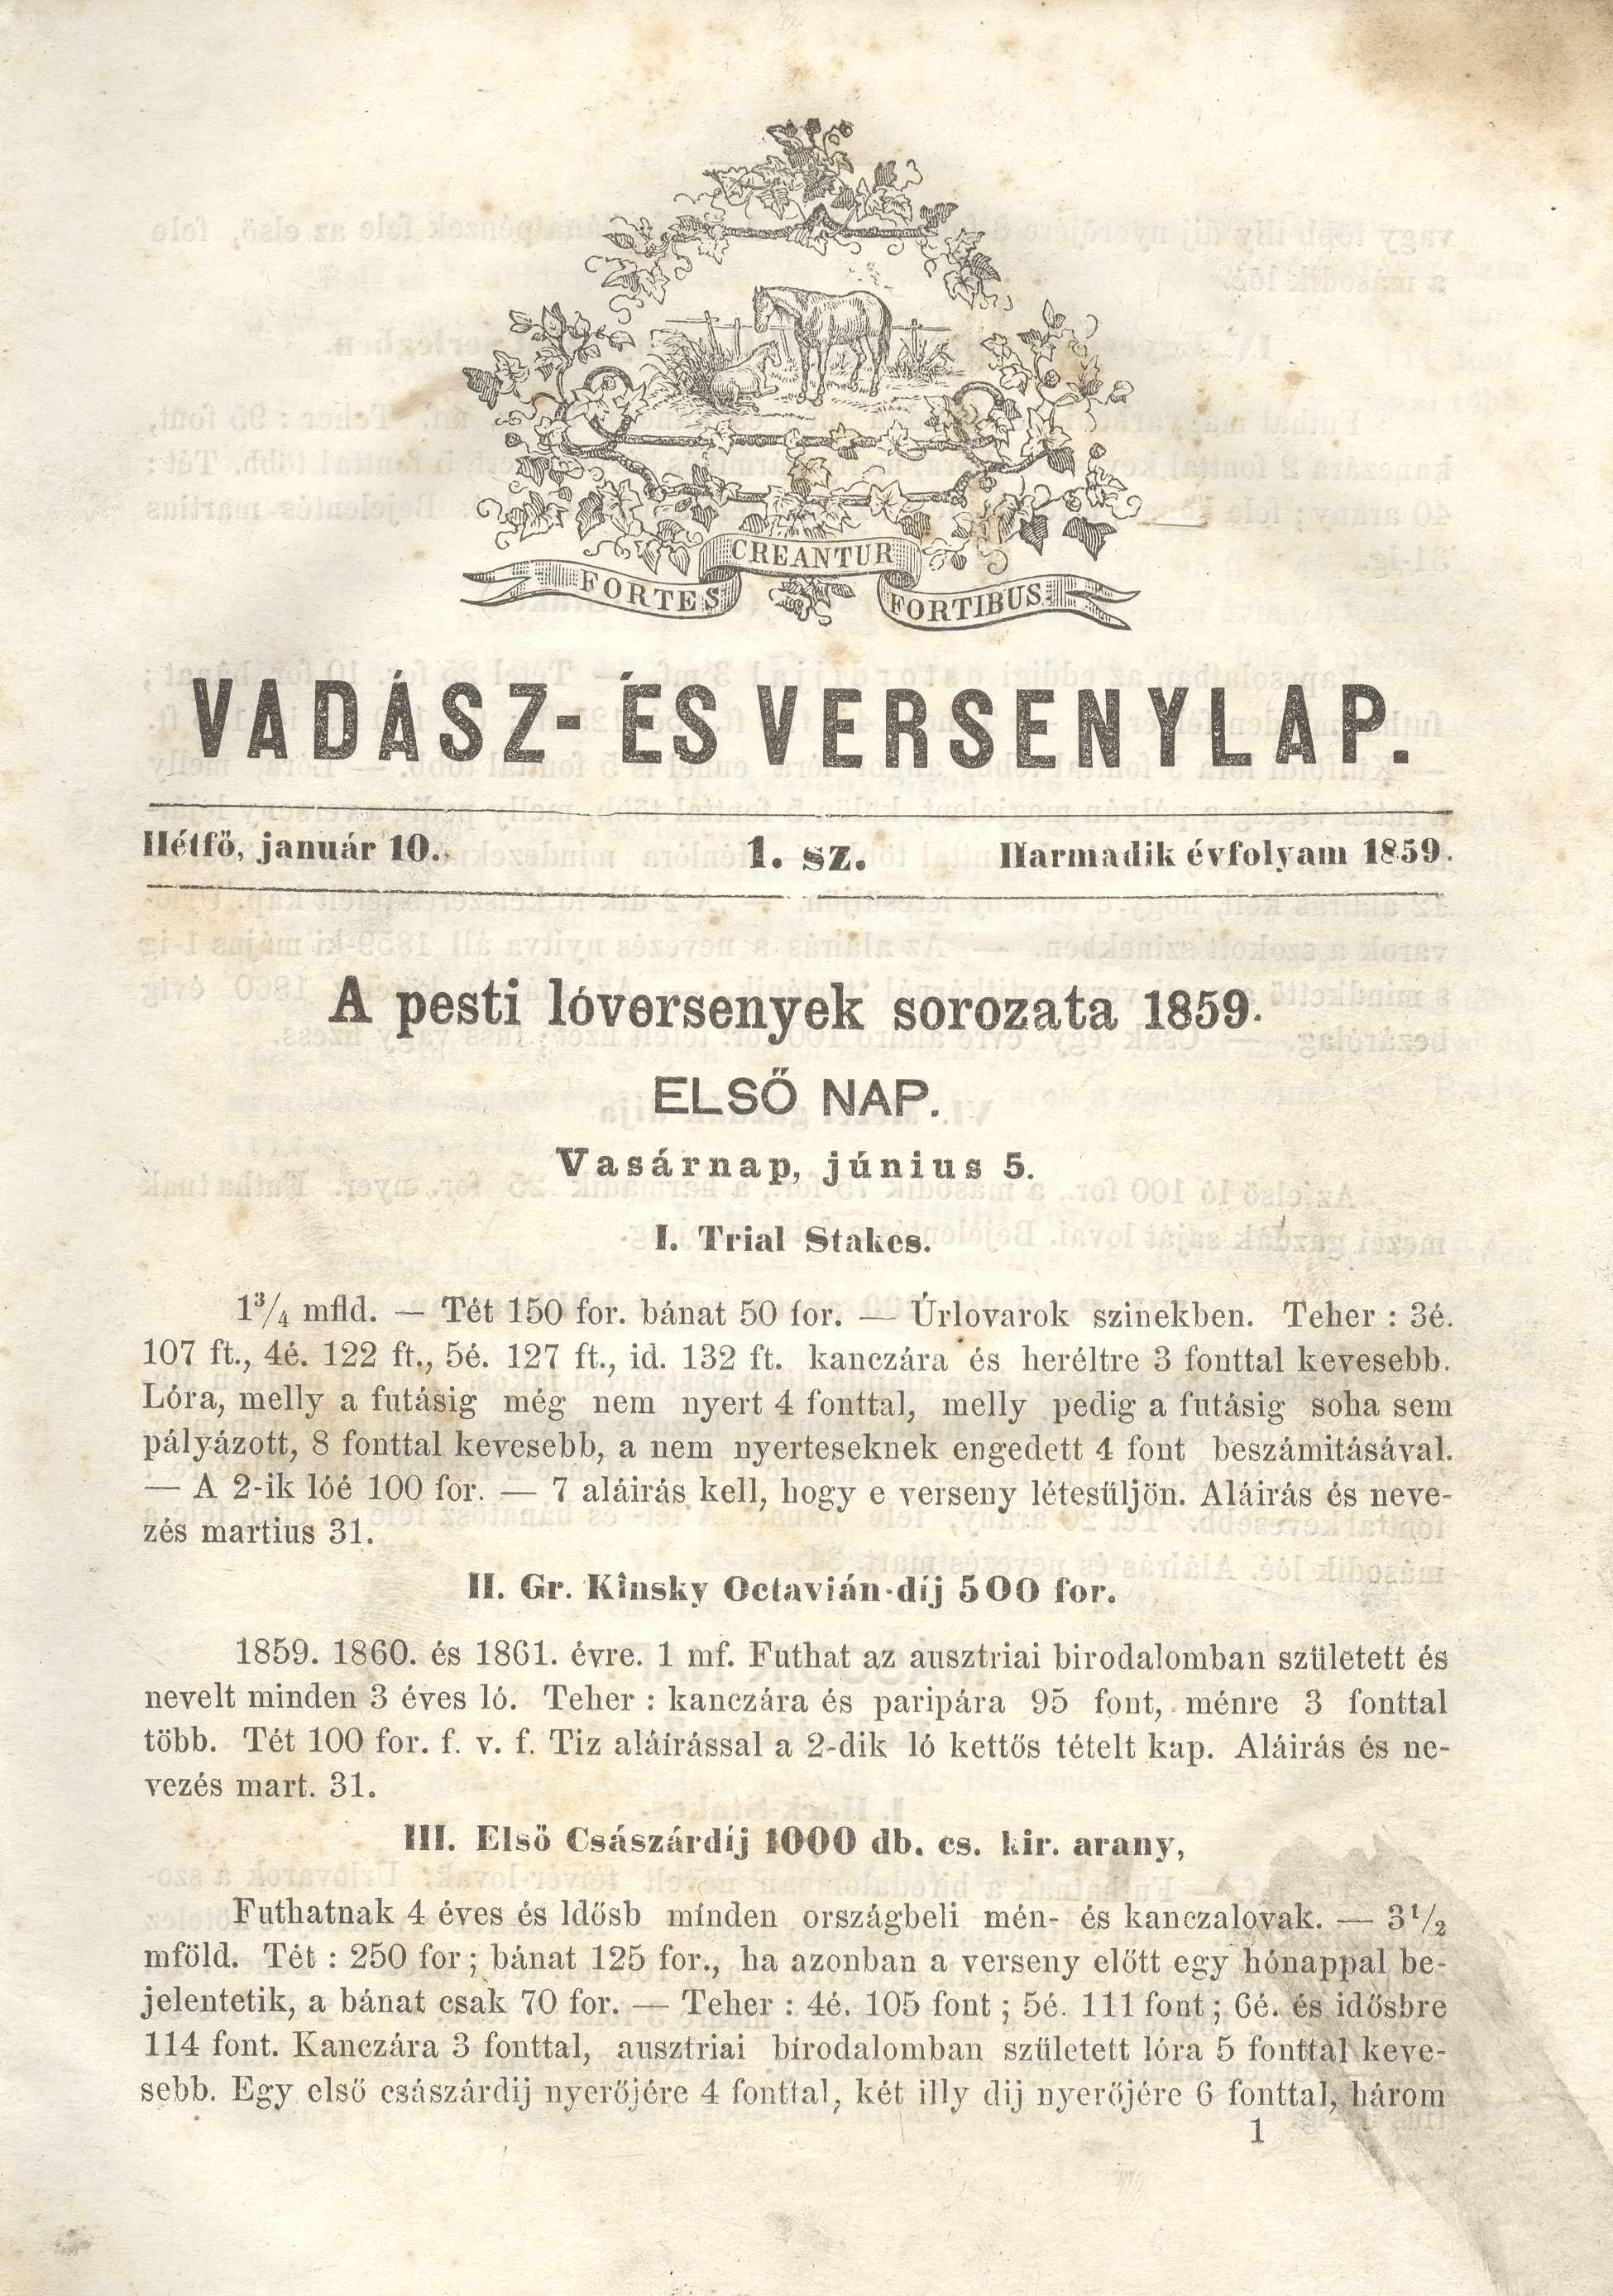 FORTES CREANTUR FORTIBUS
VADÁSZ- ÉS VERSENYLAP.
Hétfő, január 10. 1. sz. Harmadik évfolyam 1859.
A pesti lóversenyek sorozata 1859.
ELSŐ NAP.
Vasárnap, június 5.
I. Trial Stakes.
1³/₄ mfld. — Tét 150 for. bánat 50 for. — Úrlovarok szinekben. Teher : 3é.
107 ft., 4é. 122 ft., 5é. 127 ft., id. 132 ft. kanczára és heréltre 3 fonttal kevesebb.
Lóra, melly a futásig még nem nyert 4 fonttal, melly pedig a futásig soha sem
pályázott, 8 fonttal kevesebb, a nem nyerteseknek engedett 4 font beszámitásával.
— A 2-ik lóé 100 for. — 7 aláirás kell, hogy e verseny létesüljön. Aláirás és neve-
zés martius 31.
II. Gr. Kinsky Octavián-díj 500 for.
1859. 1860. és 1861. évre. 1 mf. Futhat az ausztriai birodalomban született és
nevelt minden 3 éves ló. Teher : kanczára és paripára 95 font, ménre 3 fonttal
több. Tét 100 for. f. v. f. Tiz aláirással a 2-dik ló kettős tételt kap. Aláirás és ne-
vezés mart. 31.
III. Első Császárdíj 1000 db. cs. kir. arany,
Futhatnak 4 éves és ldősb minden országbeli mén- és kanczalovak. — 3¹/₂
mföld. Tét : 250 for ; bánat 125 for., ha azonban a verseny előtt egy hónappal be-
jelentetik, a bánat csak 70 for. — Teher : 4é. 105 font ; 5é. 111 font ; 6é. és idősbre
114 font. Kanczára 3 fonttal, ausztriai birodalomban született lóra 5 fonttal keve-
sebb. Egy első császárdij nyerőjére 4 fonttal, két illy dij nyerőjére 6 fonttal, három
1